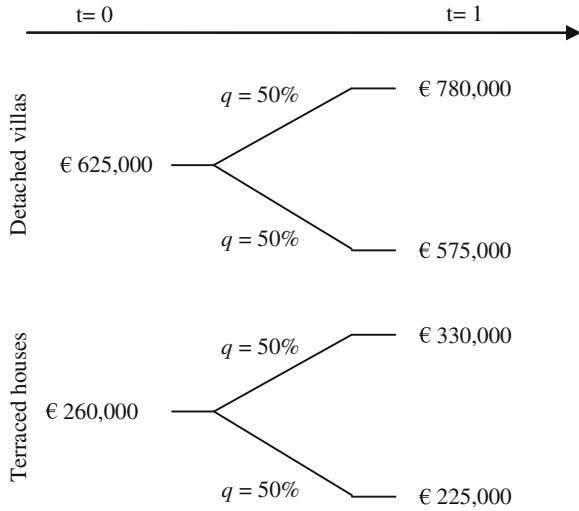 t= 0
t= 1
Detached villas
€ 625,000
q = 50%
€ 780,000
q = 50%
€ 575,000
Terraced houses
€ 260,000
q = 50%
€ 330,000
q = 50%
€ 225,000